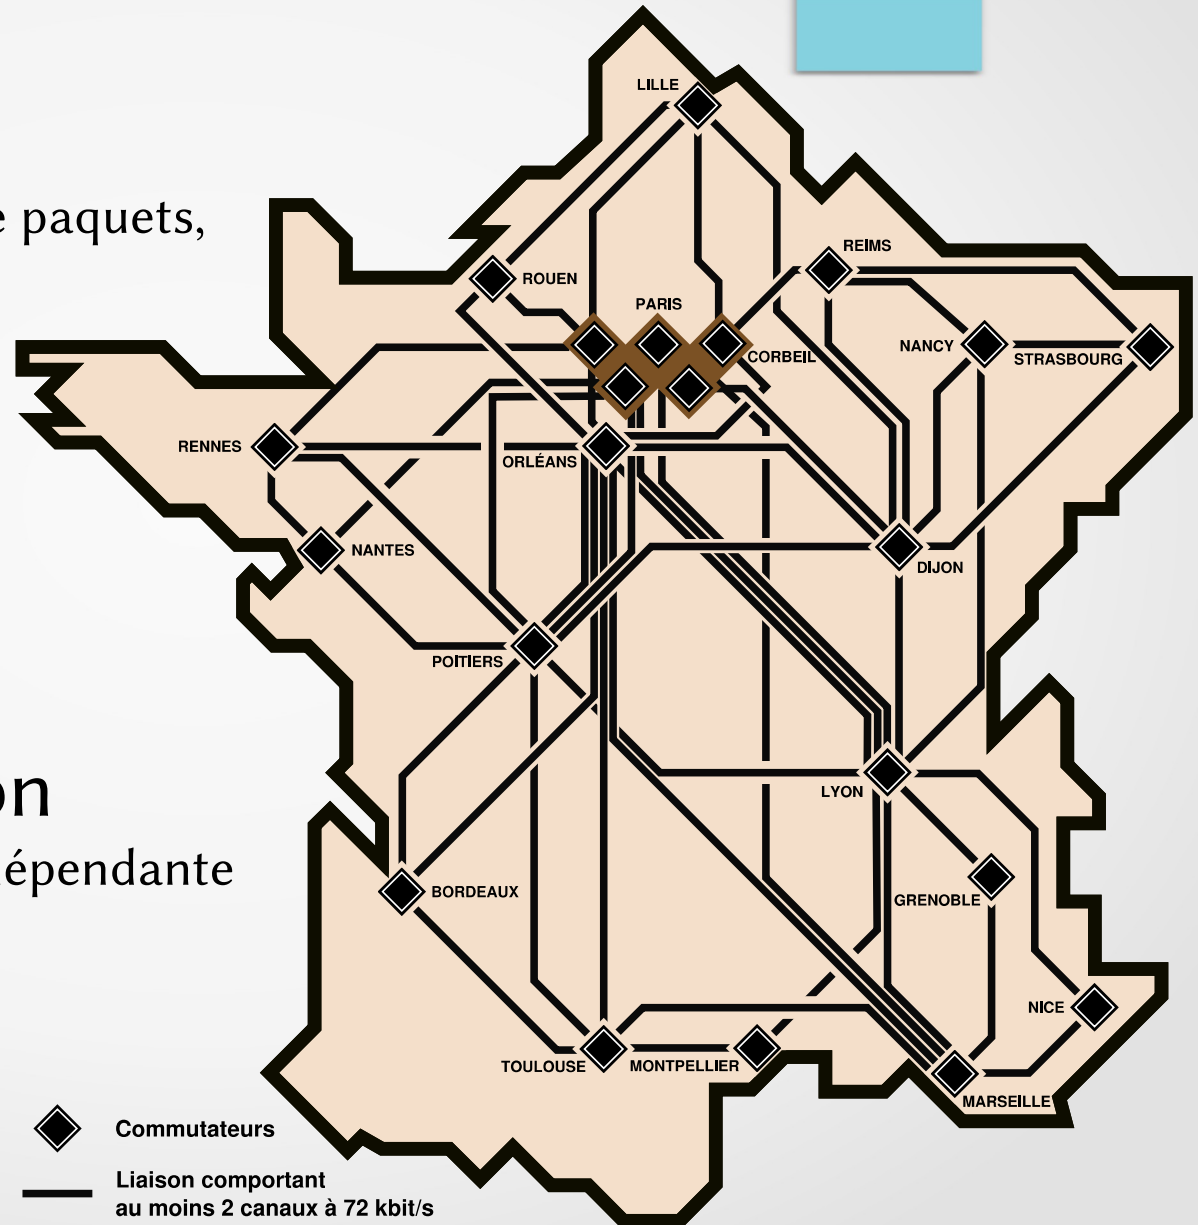 LILLE
e paquets,
REIMS
ROUEN
PARIS
NANCY
CORBEIL
STRASBOURG
RENNES
ORLÉANS
NANTES
DIJON
POITIERS
on
LYON
épendante
BORDEAUX
GRENOBLE
NICE
TOULOUSE
MONTPELLIER
MARSEILLE
Commutateurs
Liaison comportant
au moins 2 canaux à 72 kbit/s